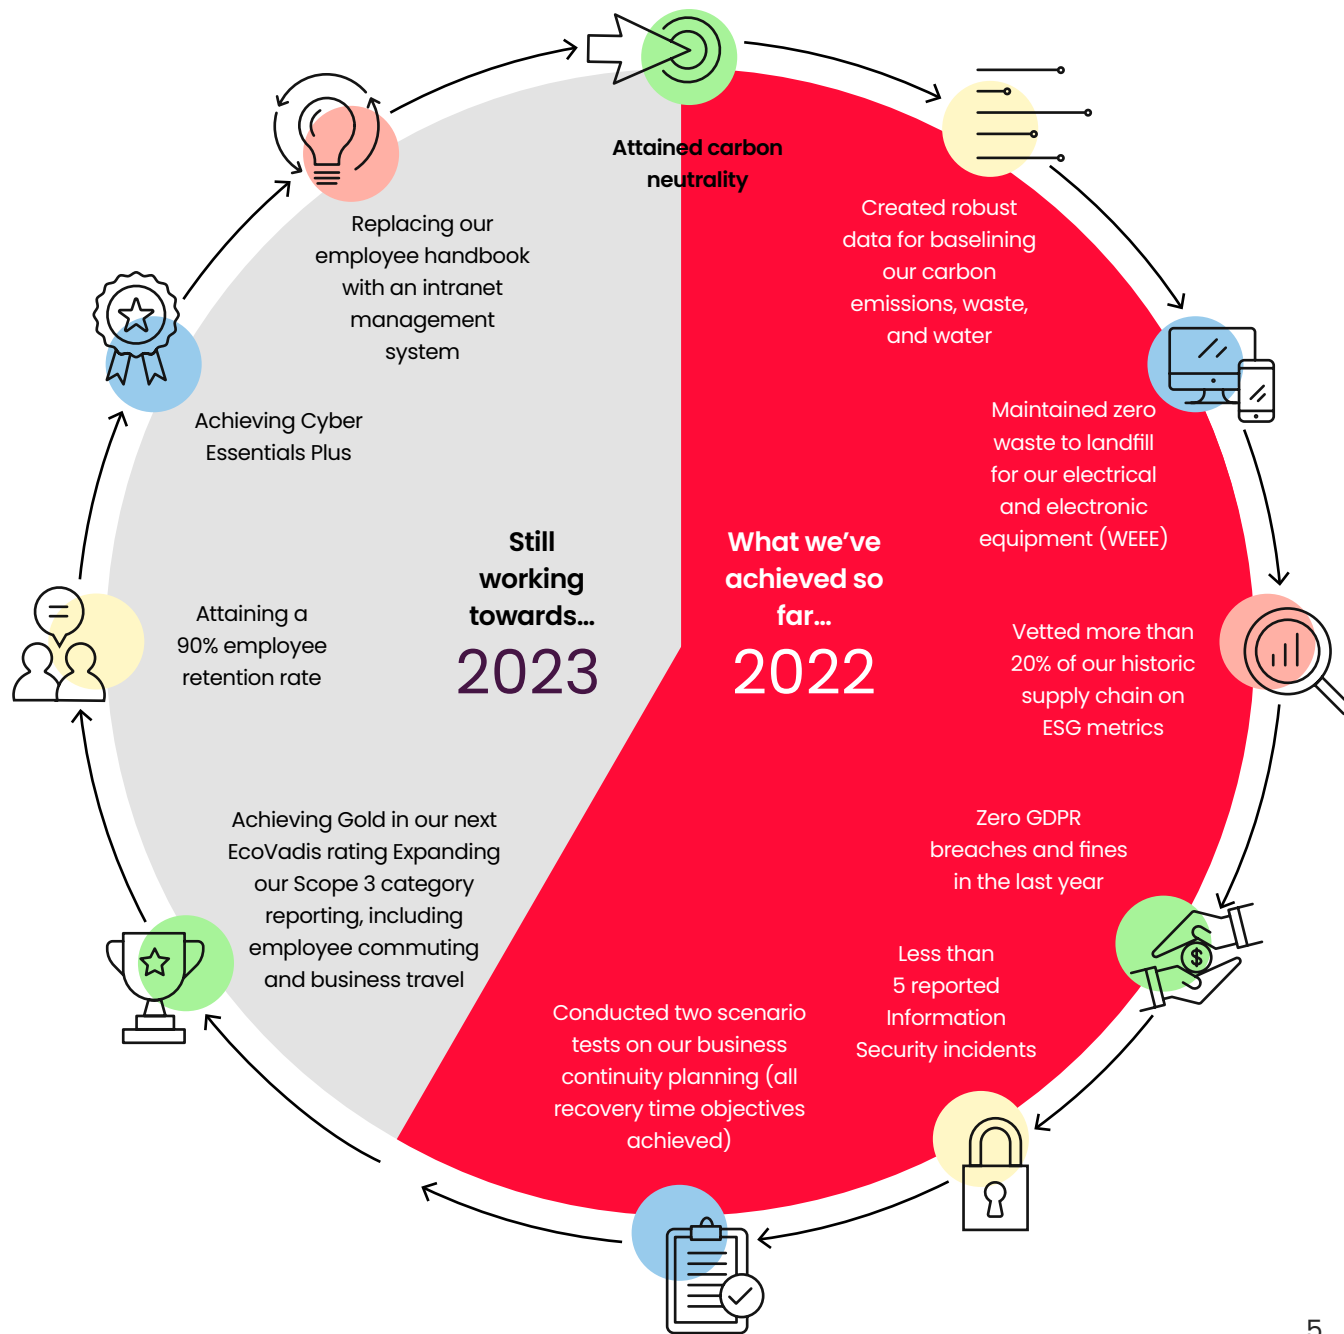 Attained carbon
neutrality
Created robust
data for baselining
our carbon
emissions, waste,
and water
Maintained zero
waste to landfill
for our electrical
and electronic
equipment (WEEE)
Vetted more than
20% of our historic
supply chain on
ESG metrics
Zero GDPR
breaches and fines
in the last year
Less than
5 reported
Information
Security incidents
Conducted two scenario
tests on our business
continuity planning (all
recovery time objectives
achieved)
What we’ve
achieved so
far...
2022
Still
working
towards...
2023
Achieving Gold in our next
EcoVadis rating Expanding
our Scope 3 category
reporting, including
employee commuting
and business travel
Attaining a
90% employee
retention rate
Achieving Cyber
Essentials Plus
Replacing our
employee handbook
with an intranet
management
system
$
5